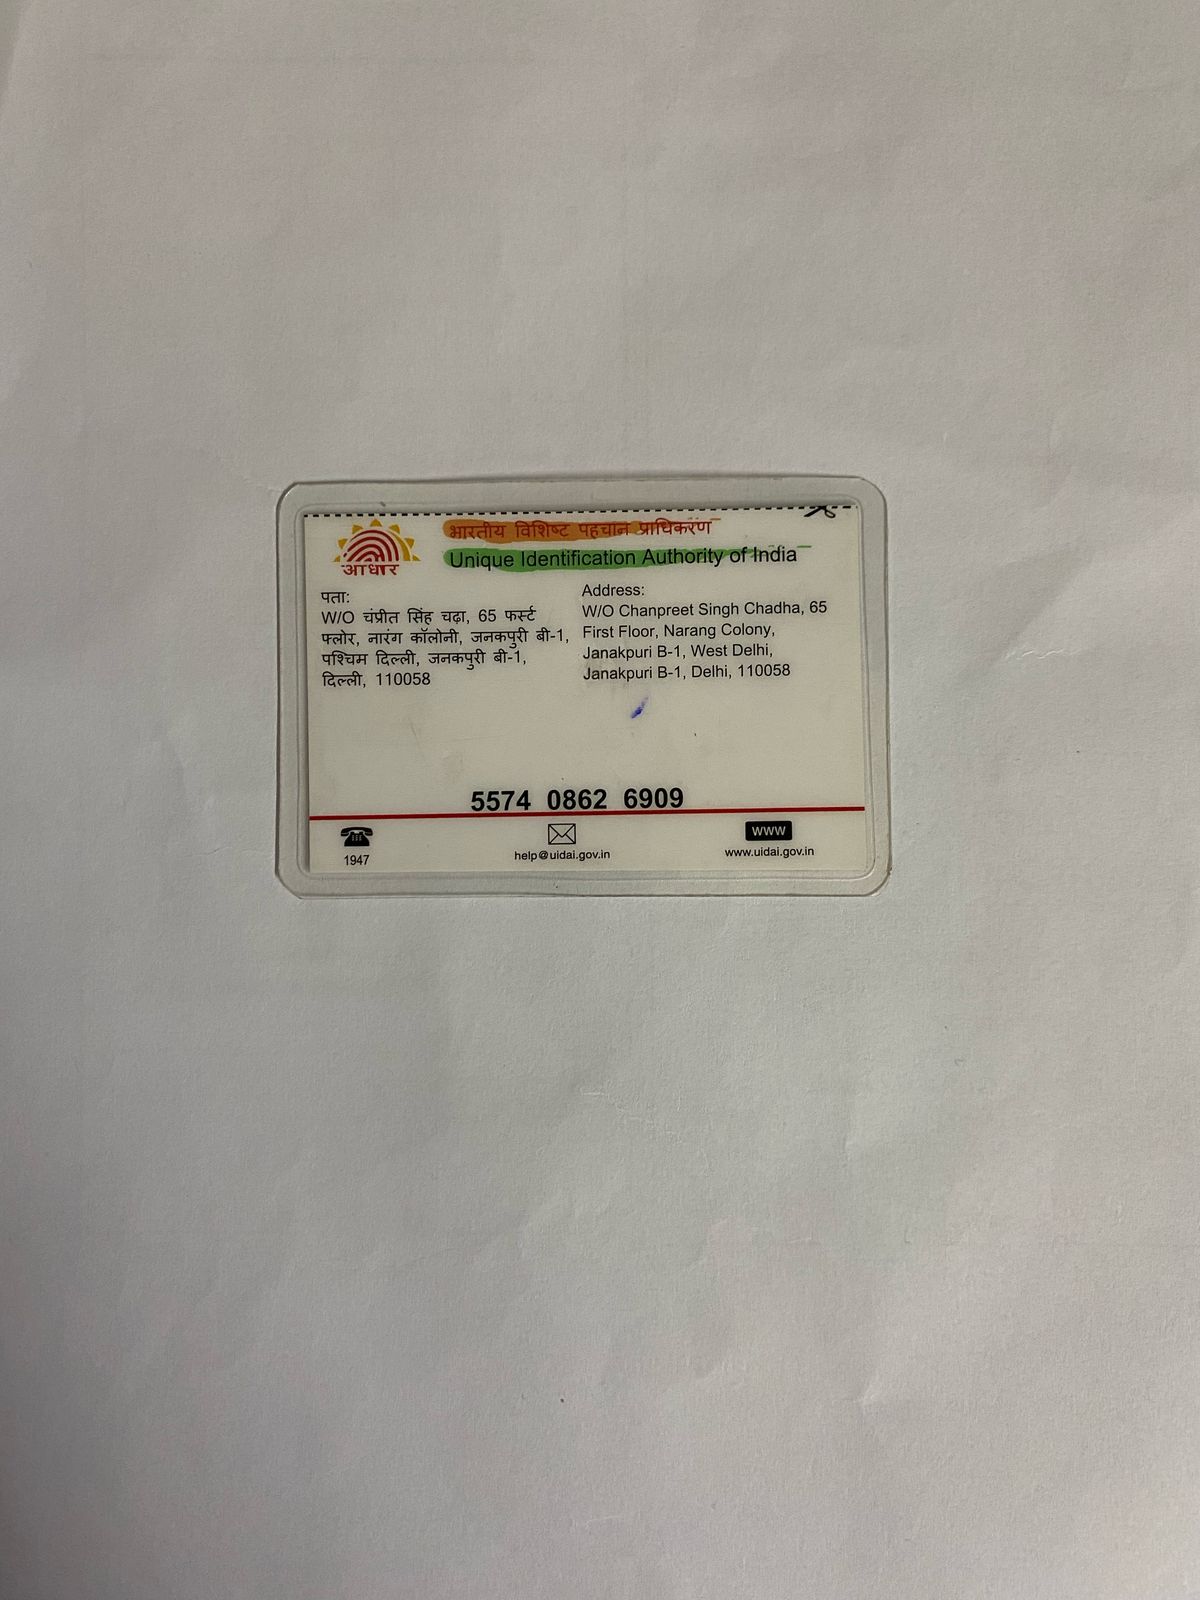 भारतीय विशिष्ट पहचान प्राधिकरण
Unique Identification Authority of India
आधार
पता:
W/O चंप्रीत सिंह चढ़ा, 65 फर्स्ट
फ्लोर, नारंग कॉलोनी, जनकपुरी बी-1,
पश्चिम दिल्ली, जनकपुरी बी-1,
दिल्ली, 110058
Address:
W/O Chanpreet Singh Chadha, 65
First Floor, Narang Colony,
Janakpuri B-1, West Delhi,
Janakpuri B-1, Delhi, 110058
5574 0862 6909
1947
help@uidai.gov.in
www
www.uidai.gov.in